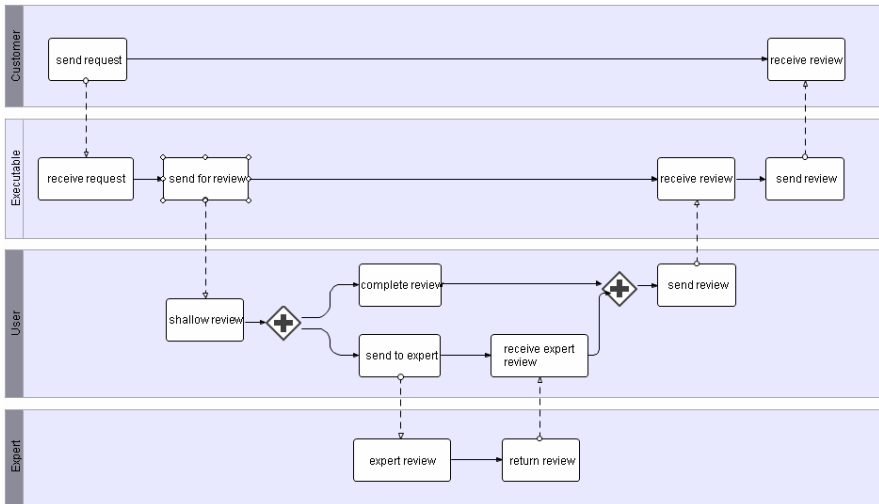 Customer
send request
receive review
Executable
receive request
send for review
receive review
send review
User
shallow review
complete review
send to expert
receive expert
review
send review
Expert
expert review
return review